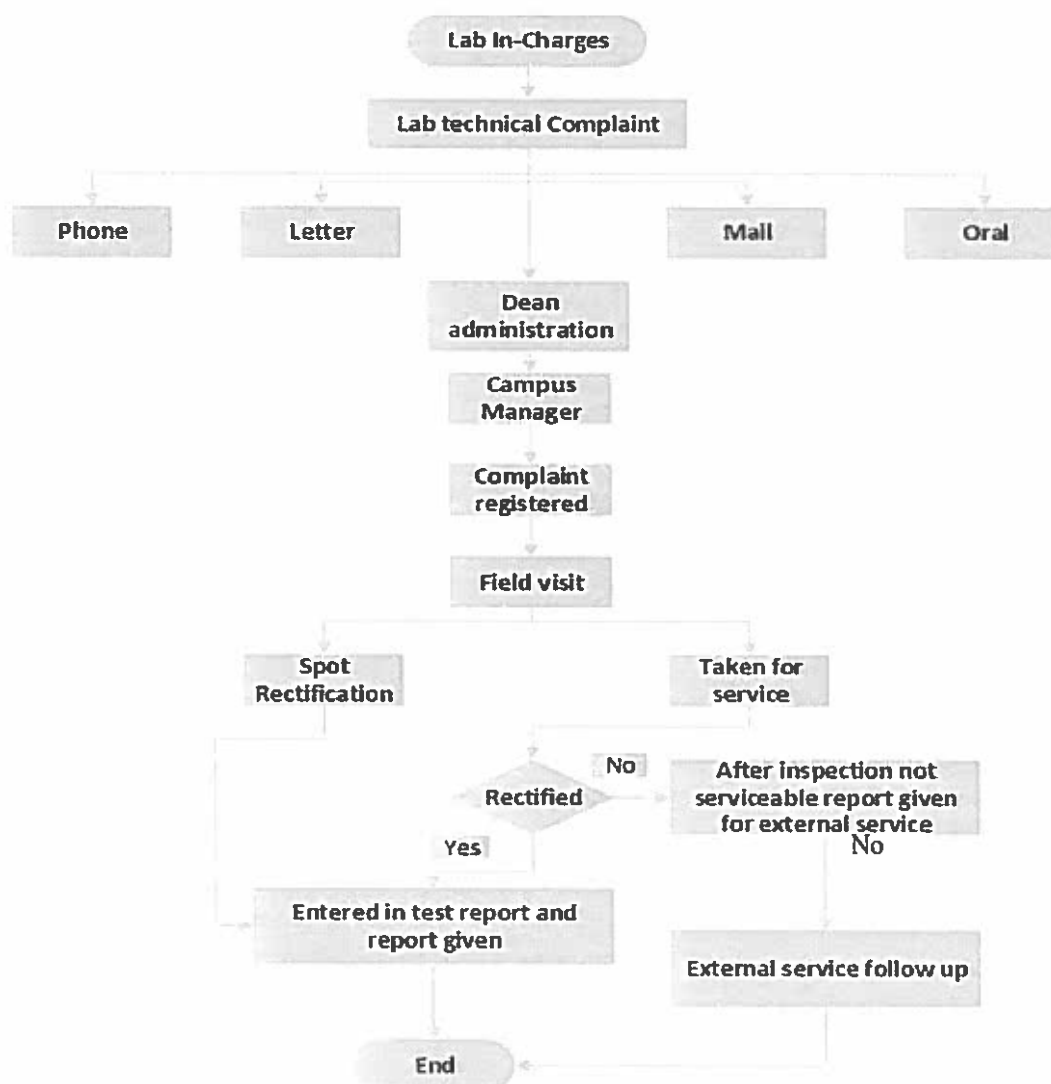 Lab In-Charges
Lab technical Complaint
Phone
Letter
Mail
Oral
Dean
administration
Campus
Manager
Complaint
registered
Field visit
Spot
Rectification
Taken for
service
Rectified
No
After inspection not
serviceable report given
for external service
No
Yes
Entered in test report and
report given
External service follow up
End